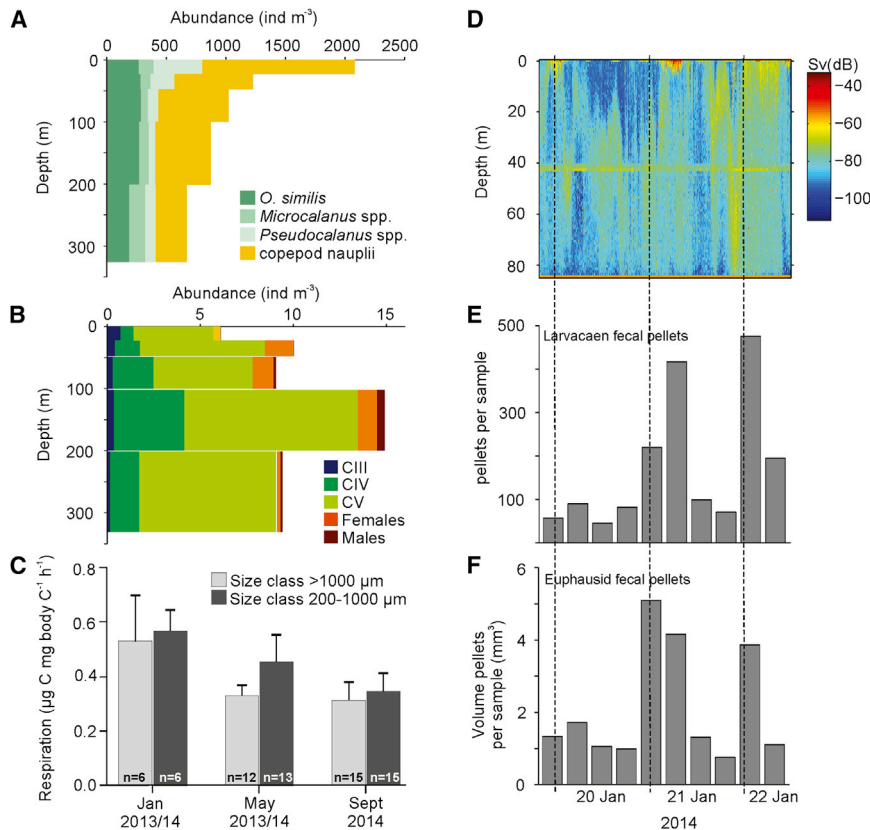 A
Abundance (ind m⁻³)
0 500 1000 1500 2000 2500
Depth (m)
0
100
200
300
O. similis
Microcalanus spp.
Pseudocalanus spp.
copepod nauplii
B
Abundance (ind m⁻³)
0 5 10 15
Depth (m)
0
100
200
300
CIII
CIV
CV
Females
Males
C
Respiration (µg C mg body C⁻¹ h⁻¹)
0.8
0.6
0.4
0.2
0.0
Size class >1000 µm
Size class 200-1000 µm
n=6 n=6 n=12 n=13 n=15 n=15
Jan May Sept
2013/14 2013/14 2014
D
Sv(dB)
Depth (m)
0
20
40
60
80
−40
−60
−80
−100
E
Larvacaen fecal pellets
pellets per sample
500
300
100
F
Euphausid fecal pellets
Volume pellets
per sample (mm³)
6
4
2
0
20 Jan 21 Jan 22 Jan
2014